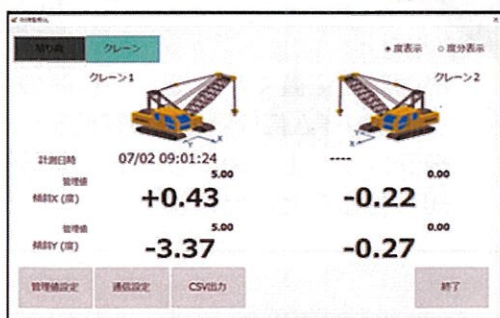 クレーン
●度表示 ○度分表示
クレーン1 クレーン2
Y X
Y X
計測日時 07/02 09:01:24 ----
管理値 5.00 0.00
傾斜X (度) +0.43 -0.22
管理値 5.00 0.00
傾斜Y (度) -3.37 -0.27
管理値設定 通信設定 CSV出力 終了